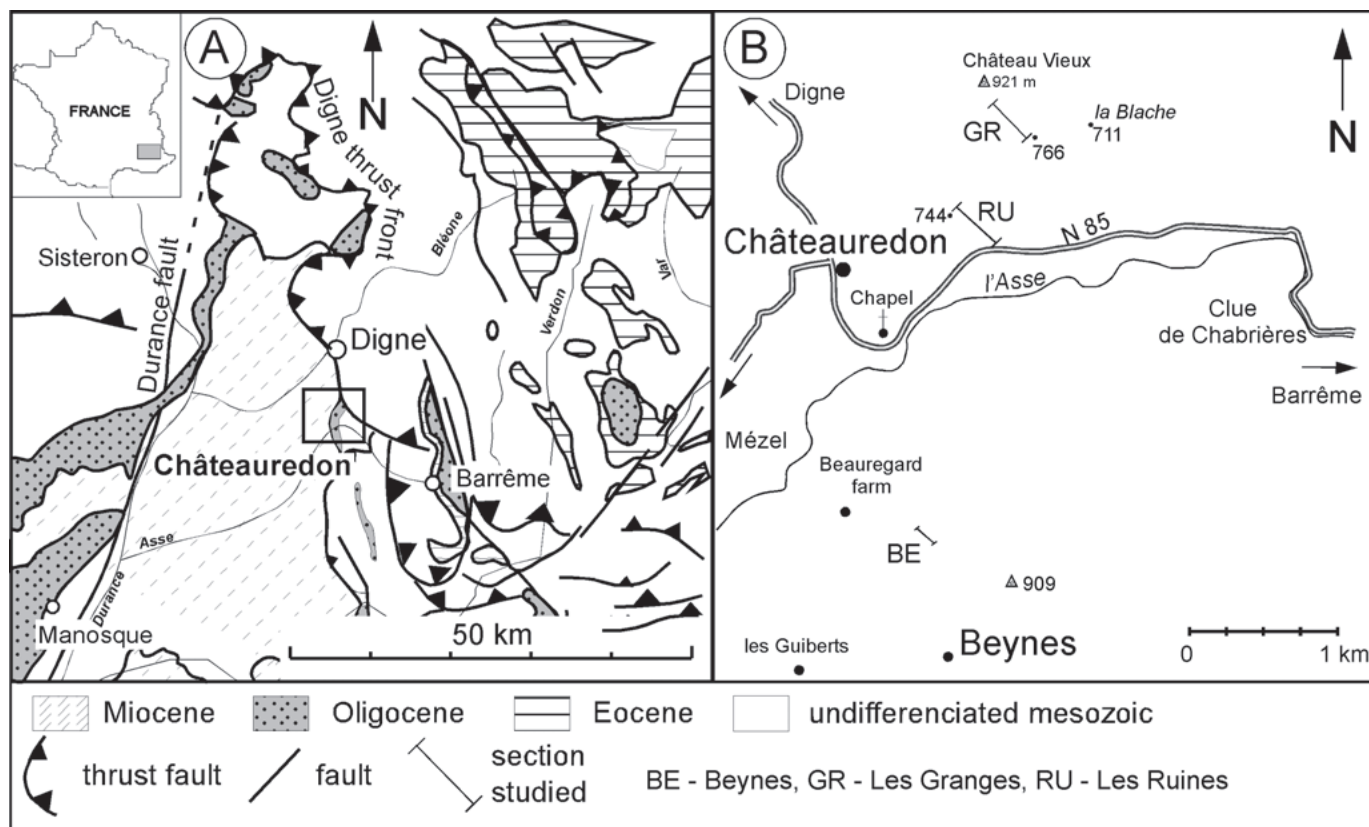 A
FRANCE
N
Digne thrust front
Bléone
Sisteron
Durance fault
Verdon
Var
Digne
Châteauredon
Barrême
Asse
Durance
Manosque
50 km
B
Château Vieux
921 m
Digne
la Blache
GR
711
766
N
744
RU
N 85
Châteauredon
l'Asse
Chapel
Clue
de Chabrières
Barrême
Mézel
Beauregard
farm
BE
909
les Guiberts
Beynes
0 1 km
Miocene
Oligocene
Eocene
undifferenciated mesozoic
thrust fault
fault
section
studied
BE - Beynes, GR - Les Granges, RU - Les Ruines